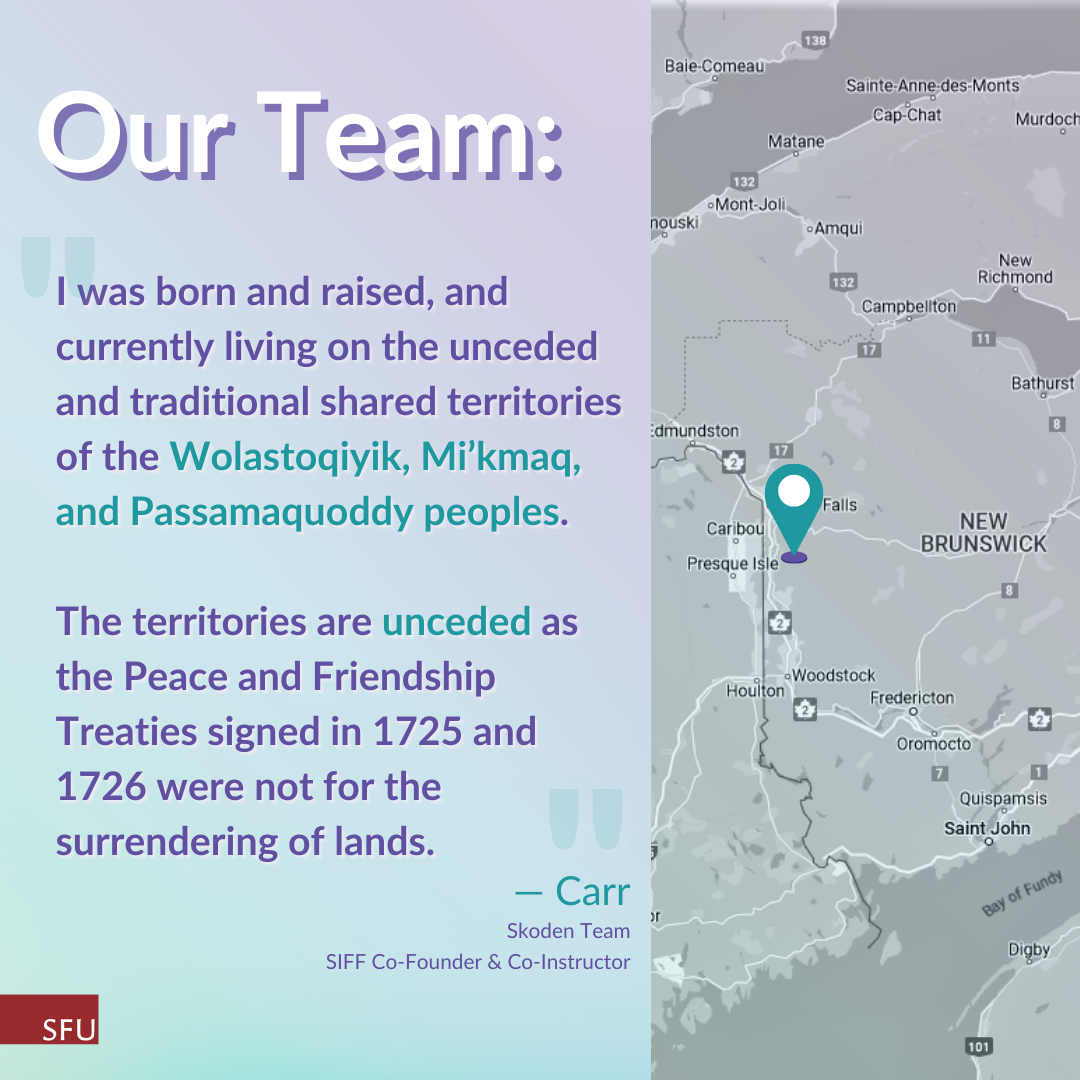 Our Team:
"
I was born and raised, and
currently living on the unceded
and traditional shared territories
of the Wolastoqiyik, Mi’kmaq,
and Passamaquoddy peoples.
The territories are unceded as
the Peace and Friendship
Treaties signed in 1725 and
1726 were not for the
surrendering of lands.
"
— Carr
Skoden Team
SIFF Co-Founder & Co-Instructor
SFU
138
Baie-Comeau
Sainte-Anne-des-Monts
Cap-Chat
Murdoch
Matane
132
Mont-Joli
nouski
Amqui
New
Richmond
132
Campbellton
11
17
Bathurst
8
Edmundston
17
2
Falls
Caribou
NEW
BRUNSWICK
Presque Isle
8
2
Woodstock
Houlton
Fredericton
2
2
Oromocto
7
1
Quispamsis
Saint John
Bay of Fundy
or
Digby
101